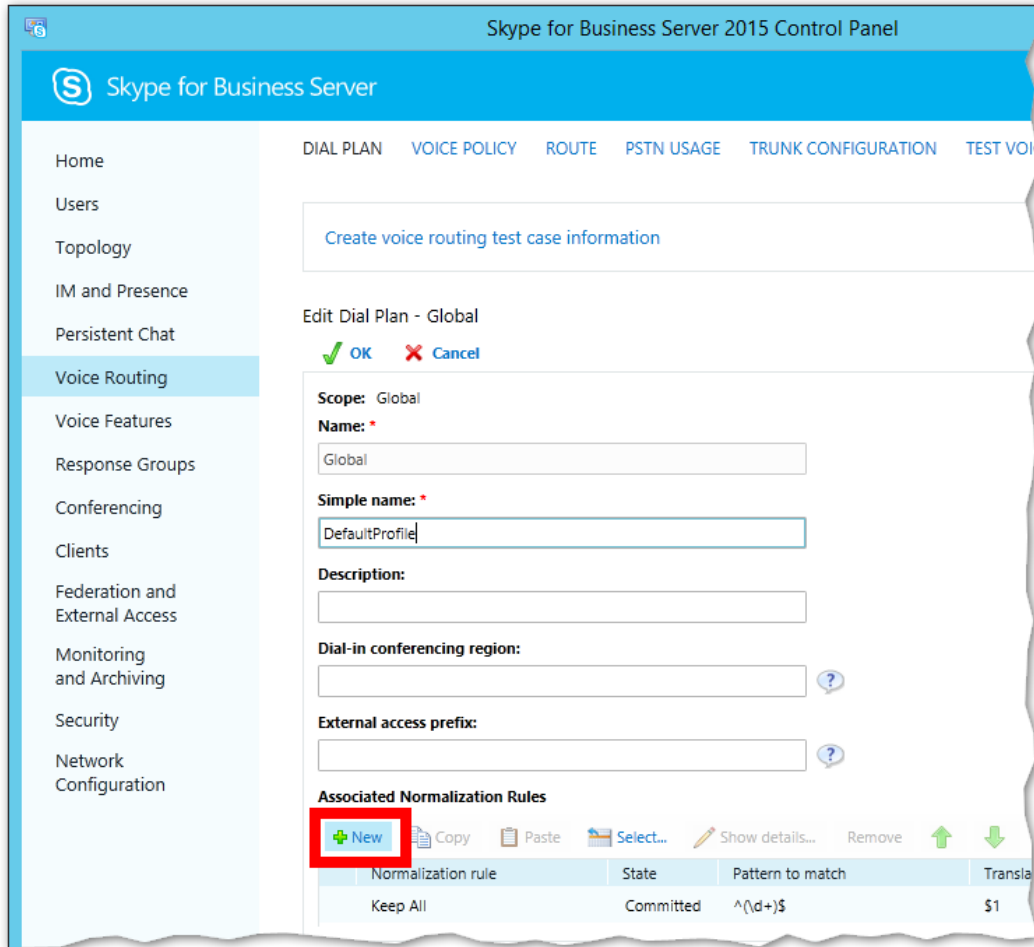 Skype for Business Server 2015 Control Panel
Skype for Business Server
Home
Users
Topology
IM and Presence
Persistent Chat
Voice Routing
Voice Features
Response Groups
Conferencing
Clients
Federation and
External Access
Monitoring
and Archiving
Security
Network
Configuration
DIAL PLAN VOICE POLICY ROUTE PSTN USAGE TRUNK CONFIGURATION TEST VOI
Create voice routing test case information
Edit Dial Plan - Global
OK Cancel
Scope: Global
Name: *
Global
Simple name: *
DefaultProfile
Description:
Dial-in conferencing region:
External access prefix:
Associated Normalization Rules
New Copy Paste Select... Show details... Remove
Normalization rule State Pattern to match Transla
Keep All Committed ^(\d+)$ $1